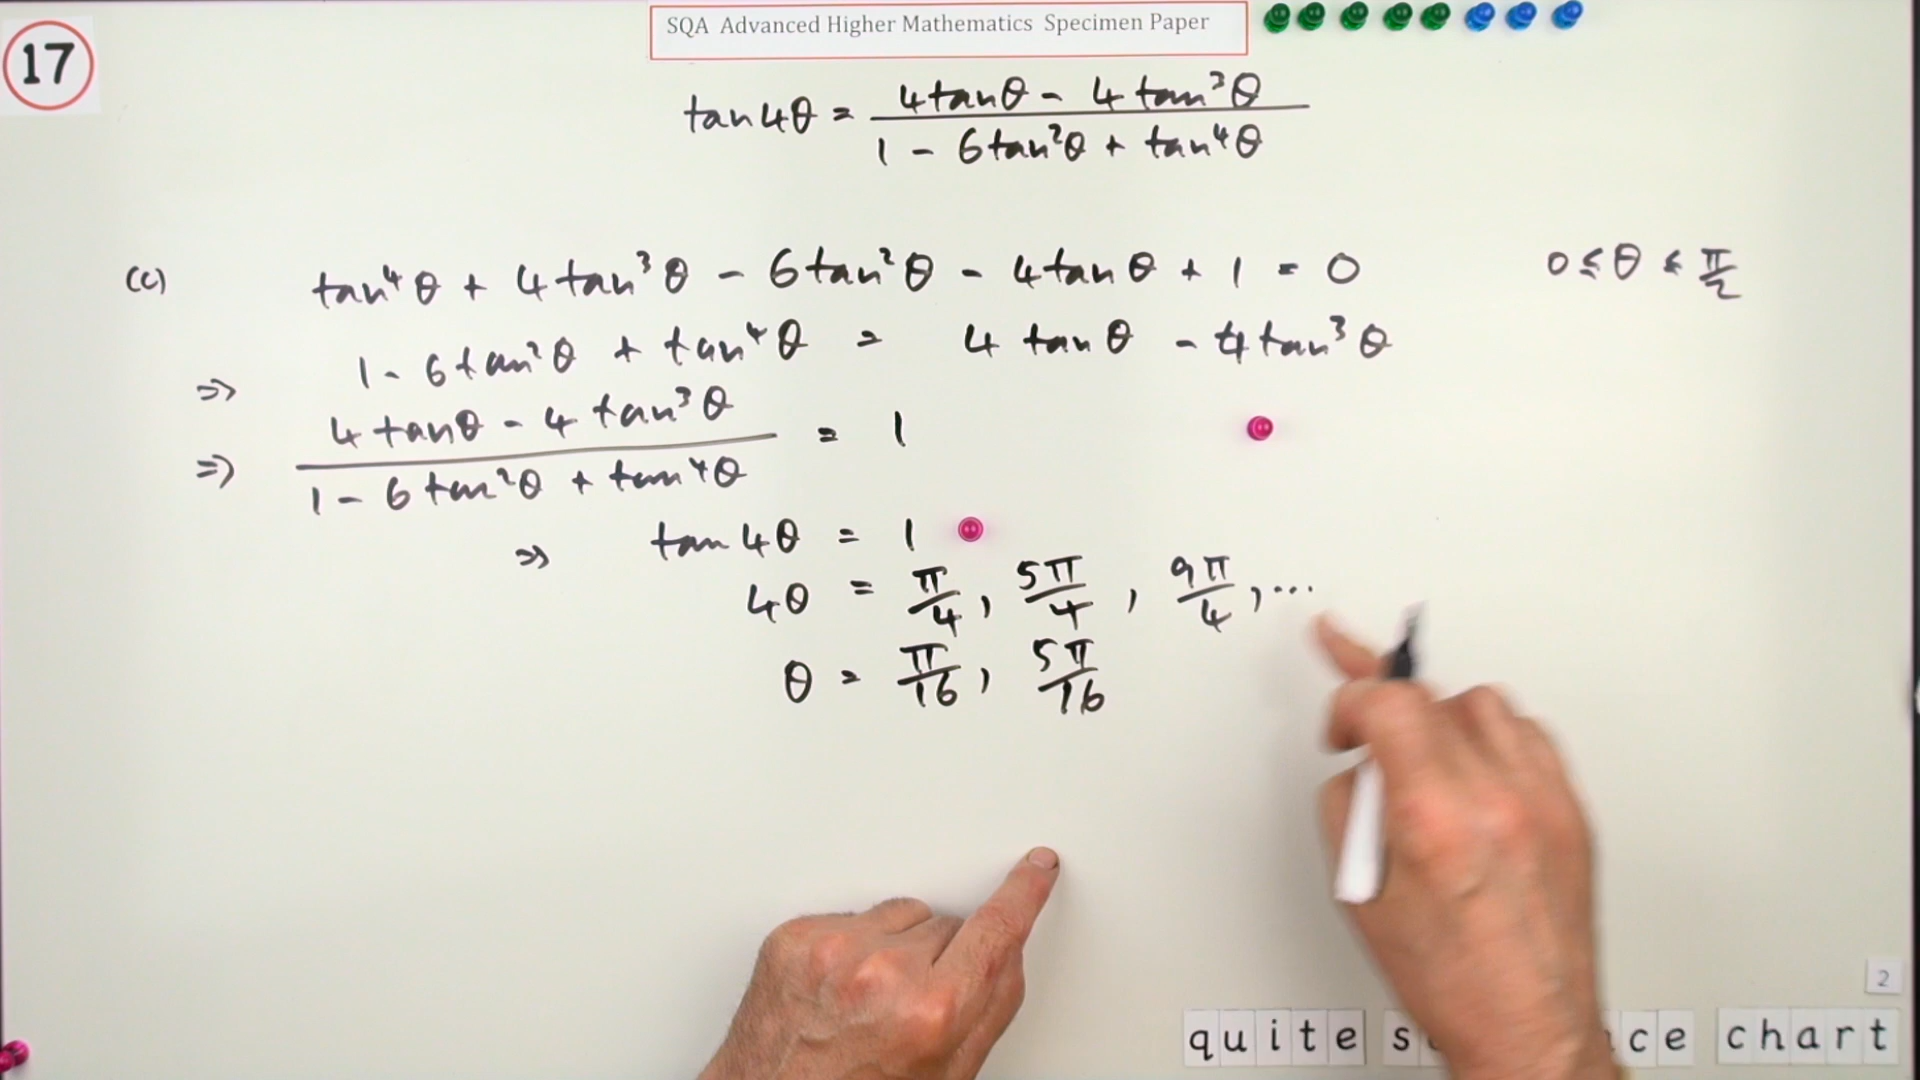 17
SQA Advanced Higher Mathematics Specimen Paper
tan4θ = (4tanθ - 4tan³θ)/(1 - 6tan²θ + tan⁴θ)
(c) tan⁴θ + 4tan³θ - 6tan²θ - 4tanθ + 1 = 0 0 ≤ θ ≤ π/2
⇒ 1 - 6tan²θ + tan⁴θ = 4tanθ - 4tan³θ
⇒ (4tanθ - 4tan³θ)/(1 - 6tan²θ + tan⁴θ) = 1
⇒ tan4θ = 1
4θ = π/4, 5π/4, 9π/4, ...
θ = π/16, 5π/16
2
quite chart